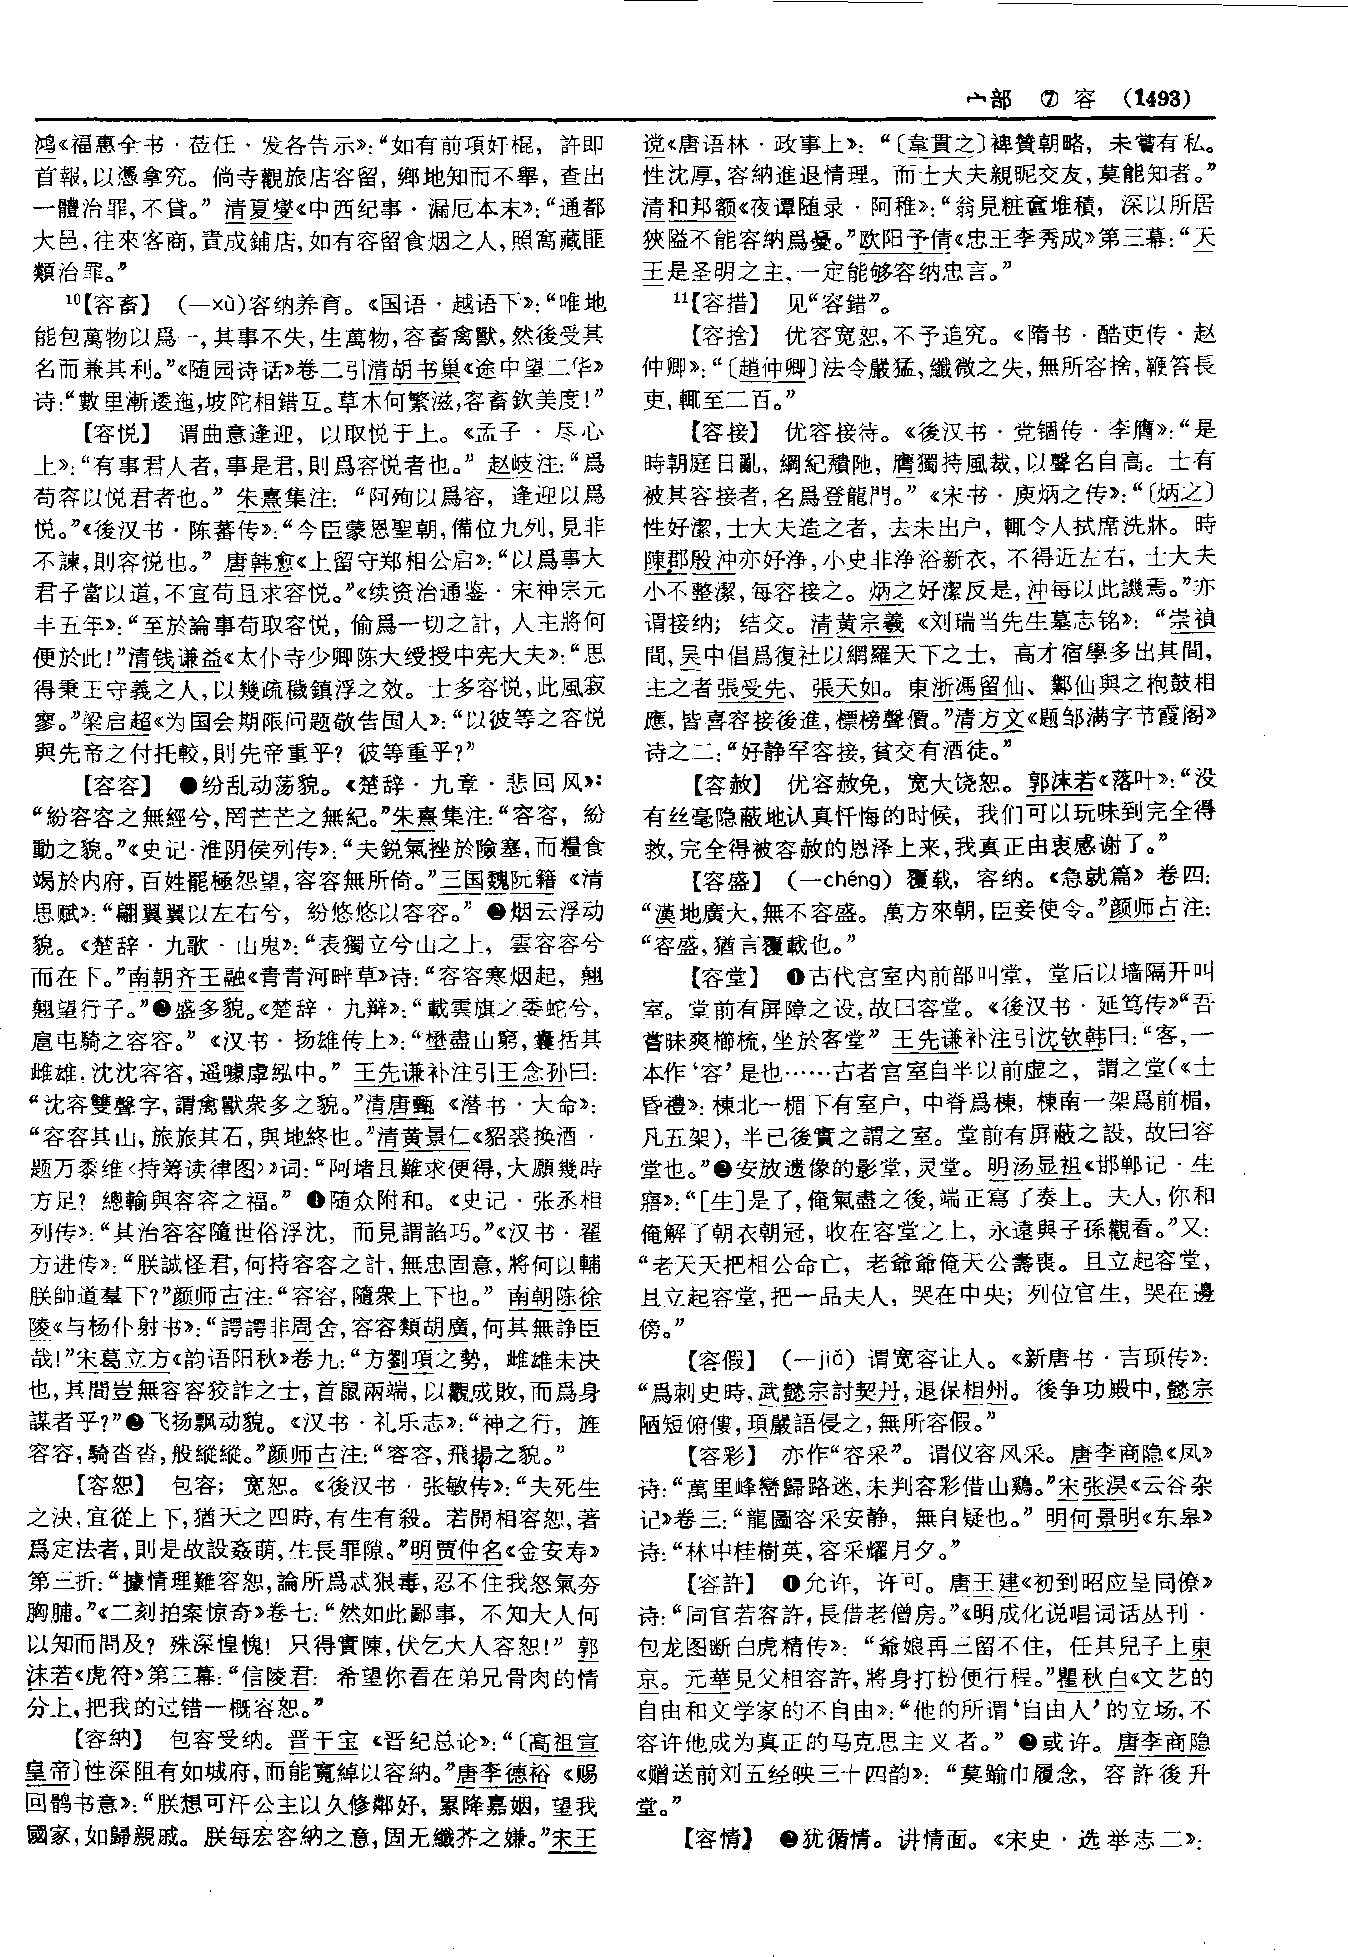 宀部 ⑦ 容 (1493)
鸿《福惠全书·莅任·发各告示》：“如有前項奸棍，許即
首報，以憑拿究。倘寺觀旅店容留，鄉地知而不舉，查出
一體治罪，不貸。”清夏燮《中西纪事·漏厄本末》：“通都
大邑，往來客商，責成鋪店，如有容留食烟之人，照窩藏匪
類治罪。”
10【容畜】 (—xù)容纳养育。《国语·越语下》：“唯地
能包萬物以爲一，其事不失，生萬物，容畜禽獸，然後受其
名而兼其利。”《随园诗话》卷二引清胡书巢《途中望二华》
诗：“數里漸逶迤，坡陀相錯互。草木何繁滋，容畜欽美度！”
【容悦】 谓曲意逢迎，以取悦于上。《孟子·尽心
上》：“有事君人者，事是君，則爲容悦者也。”赵岐注：“爲
苟容以悦君者也。”朱熹集注：“阿殉以爲容，逢迎以爲
悦。”《後汉书·陈蕃传》：“今臣蒙恩聖朝，備位九列，見非
不諫，則容悦也。”唐韩愈《上留守郑相公启》：“以爲事大
君子當以道，不宜苟且求容悦。”《续资治通鉴·宋神宗元
丰五年》：“至於論事苟取容悦，偷爲一切之計，人主將何
便於此！”清钱谦益《太仆寺少卿陈大绶授中宪大夫》：“思
得秉正守義之人，以幾疏穢鎮浮之效。士多容悦，此風寂
寥。”梁启超《为国会期限问题敬告国人》：“以彼等之容悦
與先帝之付托較，則先帝重乎？彼等重乎？”
【容容】 ❶纷乱动荡貌。《楚辞·九章·悲回风》：
“紛容容之無經兮，罔芒芒之無紀。”朱熹集注：“容容，紛
動之貌。”《史记·淮阴侯列传》：“夫鋭氣挫於險塞，而糧食
竭於内府，百姓罷極怨望，容容無所倚。”三国魏阮籍《清
思赋》：“翩翼翼以左右兮，紛悠悠以容容。”❷烟云浮动
貌。《楚辞·九歌·山鬼》：“表獨立兮山之上，雲容容兮
而在下。”南朝齐王融《青青河畔草》诗：“容容寒烟起，翹
翹望行子。”❸盛多貌。《楚辞·九辯》：“載雲旗之委蛇兮，
扈屯騎之容容。”《汉书·扬雄传上》：“樊盡山窮，囊括其
雌雄，沈沈容容，遥噱虖紭中。”王先谦补注引王念孙曰：
“沈容雙聲字，謂禽獸衆多之貌。”清唐甄《潜书·大命》：
“容容其山，旅旅其石，與地終也。”清黄景仁《貂裘换酒·
题万黍维〈持筹读律图〉》词：“阿堵且難求便得，大願幾時
方足？總輸與容容之福。”❹随众附和。《史记·张丞相
列传》：“其治容容隨世俗浮沈，而見謂諂巧。”《汉书·翟
方进传》：“朕誠怪君，何持容容之計，無忠固意，將何以輔
朕帥道羣下？”颜师古注：“容容，隨衆上下也。”南朝陈徐
陵《与杨仆射书》：“諤諤非周舍，容容類胡廣，何其無諍臣
哉！”宋葛立方《韵语阳秋》卷九：“方劉項之勢，雌雄未决
也，其間豈無容容狡詐之士，首鼠兩端，以觀成敗，而爲身
謀者乎？”❺飞扬飘动貌。《汉书·礼乐志》：“神之行，旌
容容，騎沓沓，般縱縱。”颜师古注：“容容，飛揚之貌。”
【容恕】 包容；宽恕。《後汉书·张敏传》：“夫死生
之決，宜從上下，猶天之四時，有生有殺。若開相容恕，著
爲定法者，則是故設姦萌，生長罪隙。”明贾仲名《金安寿》
第三折：“據情理難容恕，論所爲忒狠毒，忍不住我怒氣夯
胸脯。”《二刻拍案惊奇》卷七：“然如此鄙事，不知大人何
以知而問及？殊深惶愧！只得實陳，伏乞大人容恕！”郭
沫若《虎符》第三幕：“信陵君：希望你看在弟兄骨肉的情
分上，把我的过错一概容恕。”
【容納】 包容受纳。晋干宝《晋纪总论》：“〔高祖宣
皇帝〕性深阻有如城府，而能寬綽以容納。”唐李德裕《赐
回鹘书意》：“朕想可汗公主以久修鄰好，累降嘉姻，望我
國家，如歸親戚。朕每宏容納之意，固无纖芥之嫌。”宋王
谠《唐语林·政事上》：“〔韋貫之〕裨贊朝略，未嘗有私。
性沈厚，容納進退情理。而士大夫親昵交友，莫能知者。”
清和邦额《夜谭随录·阿稚》：“翁見粧奩堆積，深以所居
狹隘不能容納爲憂。”欧阳予倩《忠王李秀成》第三幕：“天
王是圣明之主，一定能够容纳忠言。”
11【容措】 见“容錯”。
【容捨】 优容宽恕，不予追究。《隋书·酷吏传·赵
仲卿》：“〔趙仲卿〕法令嚴猛，纖微之失，無所容捨，鞭笞長
吏，輒至二百。”
【容接】 优容接待。《後汉书·党锢传·李膺》：“是
時朝庭日亂，綱紀穨阤，膺獨持風裁，以聲名自高。士有
被其容接者，名爲登龍門。”《宋书·庾炳之传》：“〔炳之〕
性好潔，士大夫造之者，去未出户，輒令人拭席洗牀。時
陳郡殷沖亦好净，小史非净浴新衣，不得近左右，士大夫
小不整潔，每容接之。炳之好潔反是，沖每以此譏焉。”亦
谓接纳；结交。清黄宗羲《刘瑞当先生墓志铭》：“崇禎
間，吴中倡爲復社以網羅天下之士，高才宿學多出其間，
主之者張受先、張天如。東浙馮留仙、鄴仙與之枹鼓相
應，皆喜容接後進，標榜聲價。”清方文《题邹满字节霞阁》
诗之二：“好静罕容接，貧交有酒徒。”
【容赦】 优容赦免，宽大饶恕。郭沫若《落叶》：“没
有丝毫隐蔽地认真忏悔的时候，我们可以玩味到完全得
救，完全得被容赦的恩泽上来，我真正由衷感谢了。”
【容盛】 (—chéng) 覆载，容纳。《急就篇》卷四：
“漢地廣大，無不容盛。萬方來朝，臣妾使令。”颜师古注：
“容盛，猶言覆載也。”
【容堂】 ❶古代宫室内前部叫堂，堂后以墙隔开叫
室。堂前有屏障之设，故曰容堂。《後汉书·延笃传》“吾
嘗昧爽櫛梳，坐於客堂”王先谦补注引沈钦韩曰：“客，一
本作‘容’是也……古者宫室自半以前虚之，謂之堂(《士
昏禮》：棟北一楣下有室户，中脊爲棟，棟南一架爲前楣，
凡五架)，半已後實之謂之室。堂前有屏蔽之設，故曰容
堂也。”❷安放遗像的影堂，灵堂。明汤显祖《邯郸记·生
寤》：“[生]是了，俺氣盡之後，端正寫了奏上。夫人，你和
俺解了朝衣朝冠，收在容堂之上，永遠與子孫觀看。”又：
“老天天把相公命亡，老爺爺俺天公壽喪。且立起容堂，
且立起容堂，把一品夫人，哭在中央；列位官生，哭在邊
傍。”
【容假】 (—jiǎ) 谓宽容让人。《新唐书·吉顼传》：
“爲刺史時，武懿宗討契丹，退保相州。後争功殿中，懿宗
陋短俯僂，頊嚴語侵之，無所容假。”
【容彩】 亦作“容采”。谓仪容风采。唐李商隐《凤》
诗：“萬里峰巒歸路迷，未判容彩借山鷄。”宋张淏《云谷杂
记》卷三：“龍圖容采安静，無自疑也。”明何景明《东皋》
诗：“林中桂樹英，容采耀月夕。”
【容許】 ❶允许，许可。唐王建《初到昭应呈同僚》
诗：“同官若容許，長借老僧房。”《明成化说唱词话丛刊·
包龙图断白虎精传》：“爺娘再三留不住，任其兒子上東
京。元華見父相容許，將身打扮便行程。”瞿秋白《文艺的
自由和文学家的不自由》：“他的所谓‘自由人’的立场，不
容许他成为真正的马克思主义者。”❷或许。唐李商隐
《赠送前刘五经映三十四韵》：“莫踰巾屨念，容許後升
堂。”
【容情】 ❷犹循情。讲情面。《宋史·选举志二》：